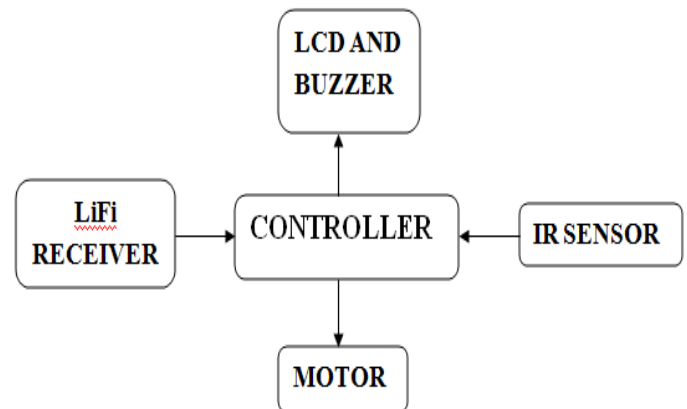 LCD AND
BUZZER
LiFi
RECEIVER
CONTROLLER
IR SENSOR
MOTOR